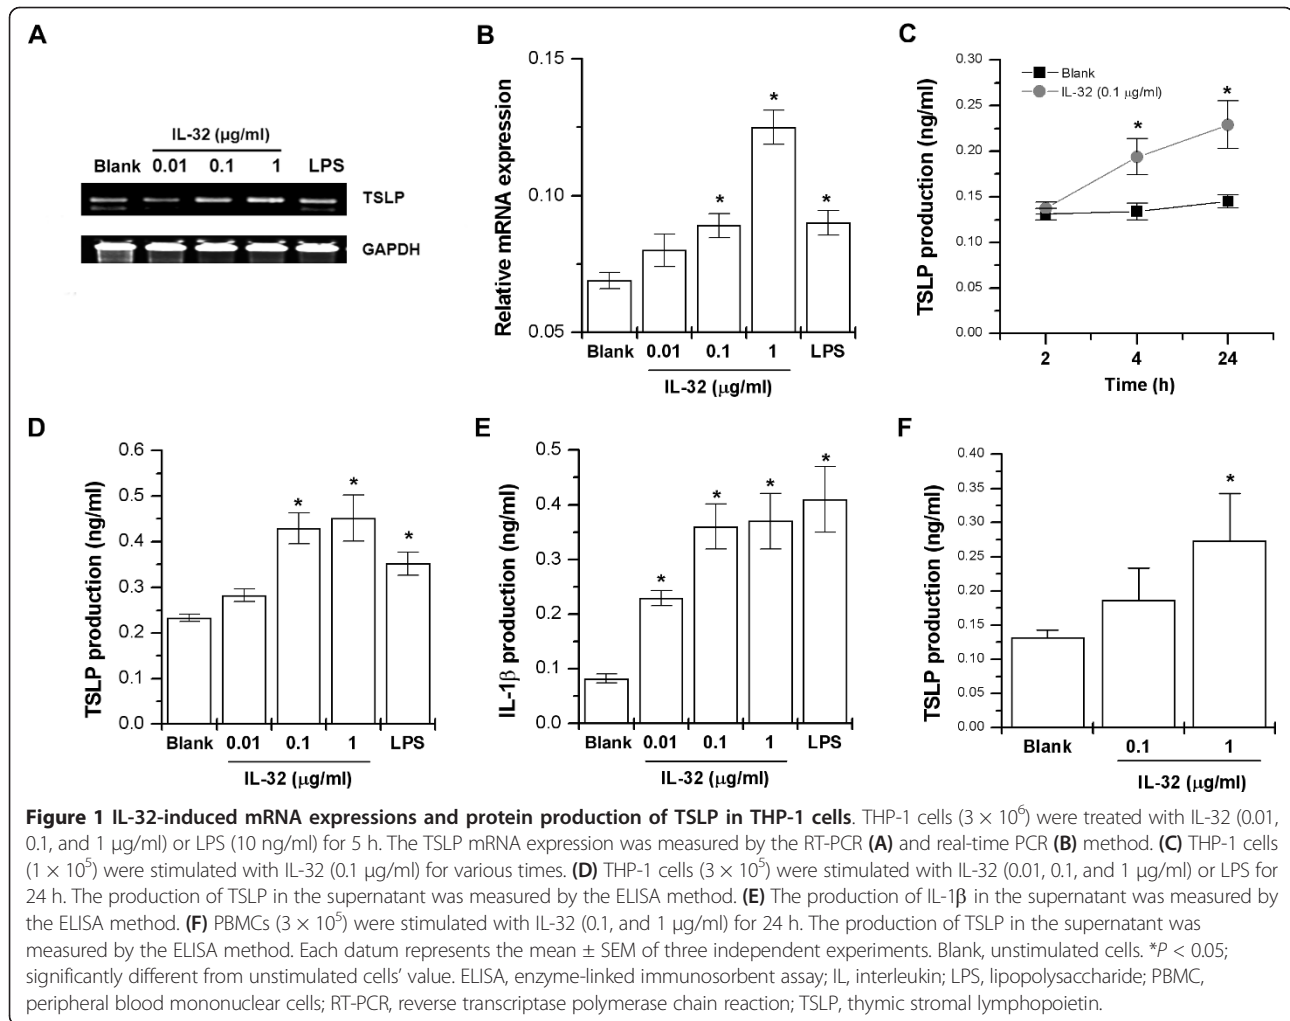 A
IL-32 (µg/ml)
Blank 0.01 0.1 1 LPS
TSLP
GAPDH
B
Relative mRNA expression
0.15
0.10
0.05
* * *
Blank 0.01 0.1 1 LPS
IL-32 (µg/ml)
C
TSLP production (ng/ml)
0.30
0.25
0.20
0.15
0.10
0.05
0.00
Blank
IL-32 (0.1 µg/ml)
* *
2 4 24
Time (h)
D
TSLP production (ng/ml)
0.6
0.5
0.4
0.3
0.2
0.1
0.0
* * *
Blank 0.01 0.1 1 LPS
IL-32 (µg/ml)
E
IL-1β production (ng/ml)
0.5
0.4
0.3
0.2
0.1
0.0
* * * *
Blank 0.01 0.1 1 LPS
IL-32 (µg/ml)
F
TSLP production (ng/ml)
0.40
0.35
0.30
0.25
0.20
0.15
0.10
0.05
0.00
*
Blank 0.1 1
IL-32 (µg/ml)
Figure 1 IL-32-induced mRNA expressions and protein production of TSLP in THP-1 cells. THP-1 cells (3 × 10⁶) were treated with IL-32 (0.01,
0.1, and 1 µg/ml) or LPS (10 ng/ml) for 5 h. The TSLP mRNA expression was measured by the RT-PCR (A) and real-time PCR (B) method. (C) THP-1 cells
(1 × 10⁵) were stimulated with IL-32 (0.1 µg/ml) for various times. (D) THP-1 cells (3 × 10⁵) were stimulated with IL-32 (0.01, 0.1, and 1 µg/ml) or LPS for
24 h. The production of TSLP in the supernatant was measured by the ELISA method. (E) The production of IL-1β in the supernatant was measured by
the ELISA method. (F) PBMCs (3 × 10⁵) were stimulated with IL-32 (0.1, and 1 µg/ml) for 24 h. The production of TSLP in the supernatant was
measured by the ELISA method. Each datum represents the mean ± SEM of three independent experiments. Blank, unstimulated cells. *P < 0.05;
significantly different from unstimulated cells' value. ELISA, enzyme-linked immunosorbent assay; IL, interleukin; LPS, lipopolysaccharide; PBMC,
peripheral blood mononuclear cells; RT-PCR, reverse transcriptase polymerase chain reaction; TSLP, thymic stromal lymphopoietin.